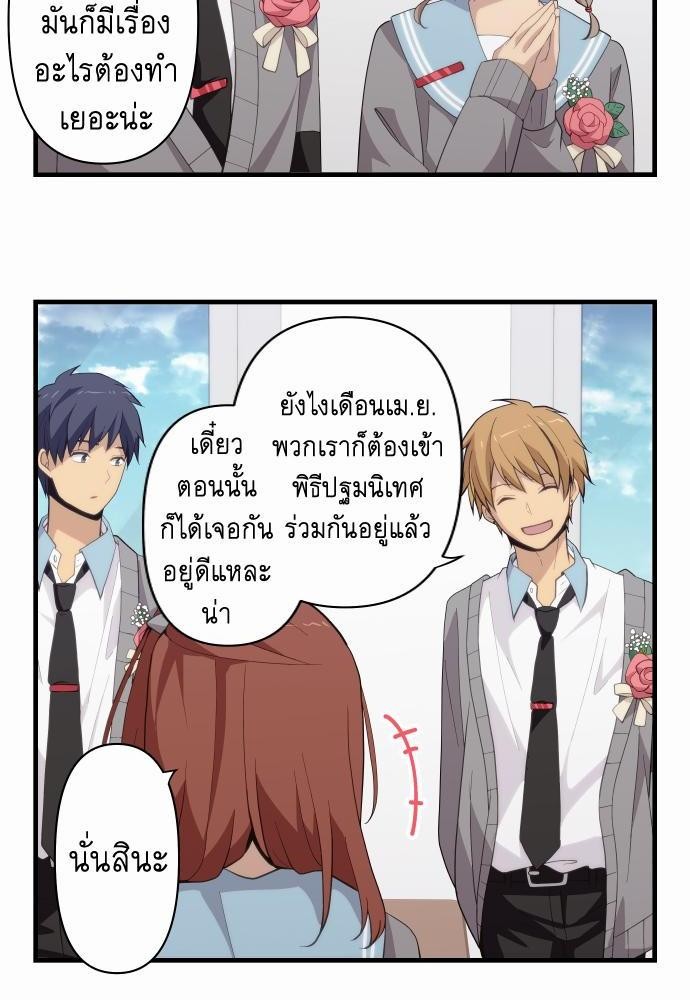 มันก็มีเรื่อง
อะไรต้องทำ
เยอะน่ะ
ยังไงเดือนเม.ย.
พวกเราก็ต้องเข้า
พิธีปฐมนิเทศ
ร่วมกันอยู่แล้ว
เดี๋ยว
ตอนนั้น
ก็ได้เจอกัน
อยู่ดีแหละ
น่า
นั่นสินะ